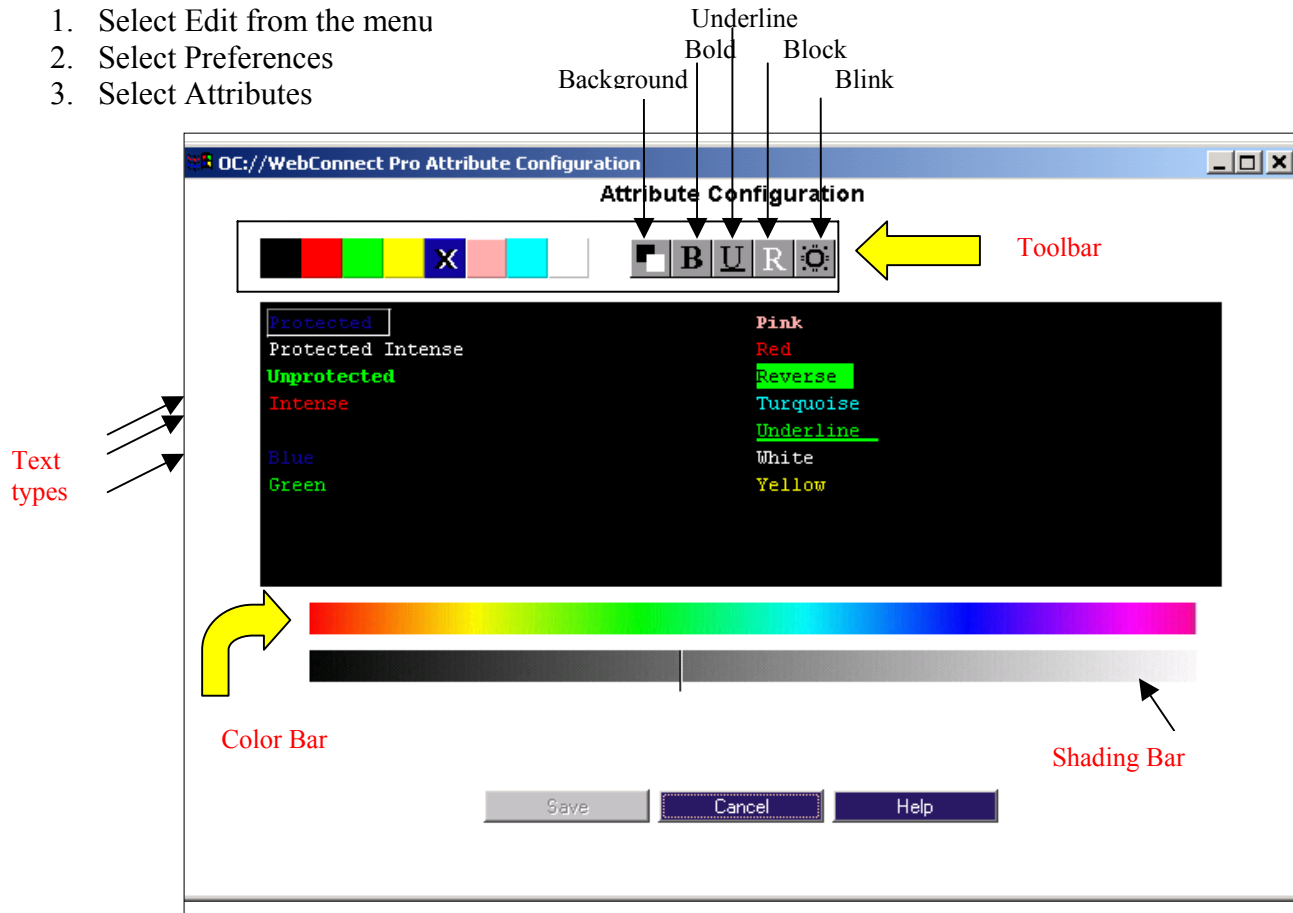 1. Select Edit from the menu
2. Select Preferences
3. Select Attributes
Underline
Bold
Block
Background
Blink
OC://WebConnect Pro Attribute Configuration
Attribute Configuration
X
B U R
Toolbar
Protected
Protected Intense
Unprotected
Intense
Blue
Green
Pink
Red
Reverse
Turquoise
Underline
White
Yellow
Text
types
Color Bar
Shading Bar
Save Cancel Help